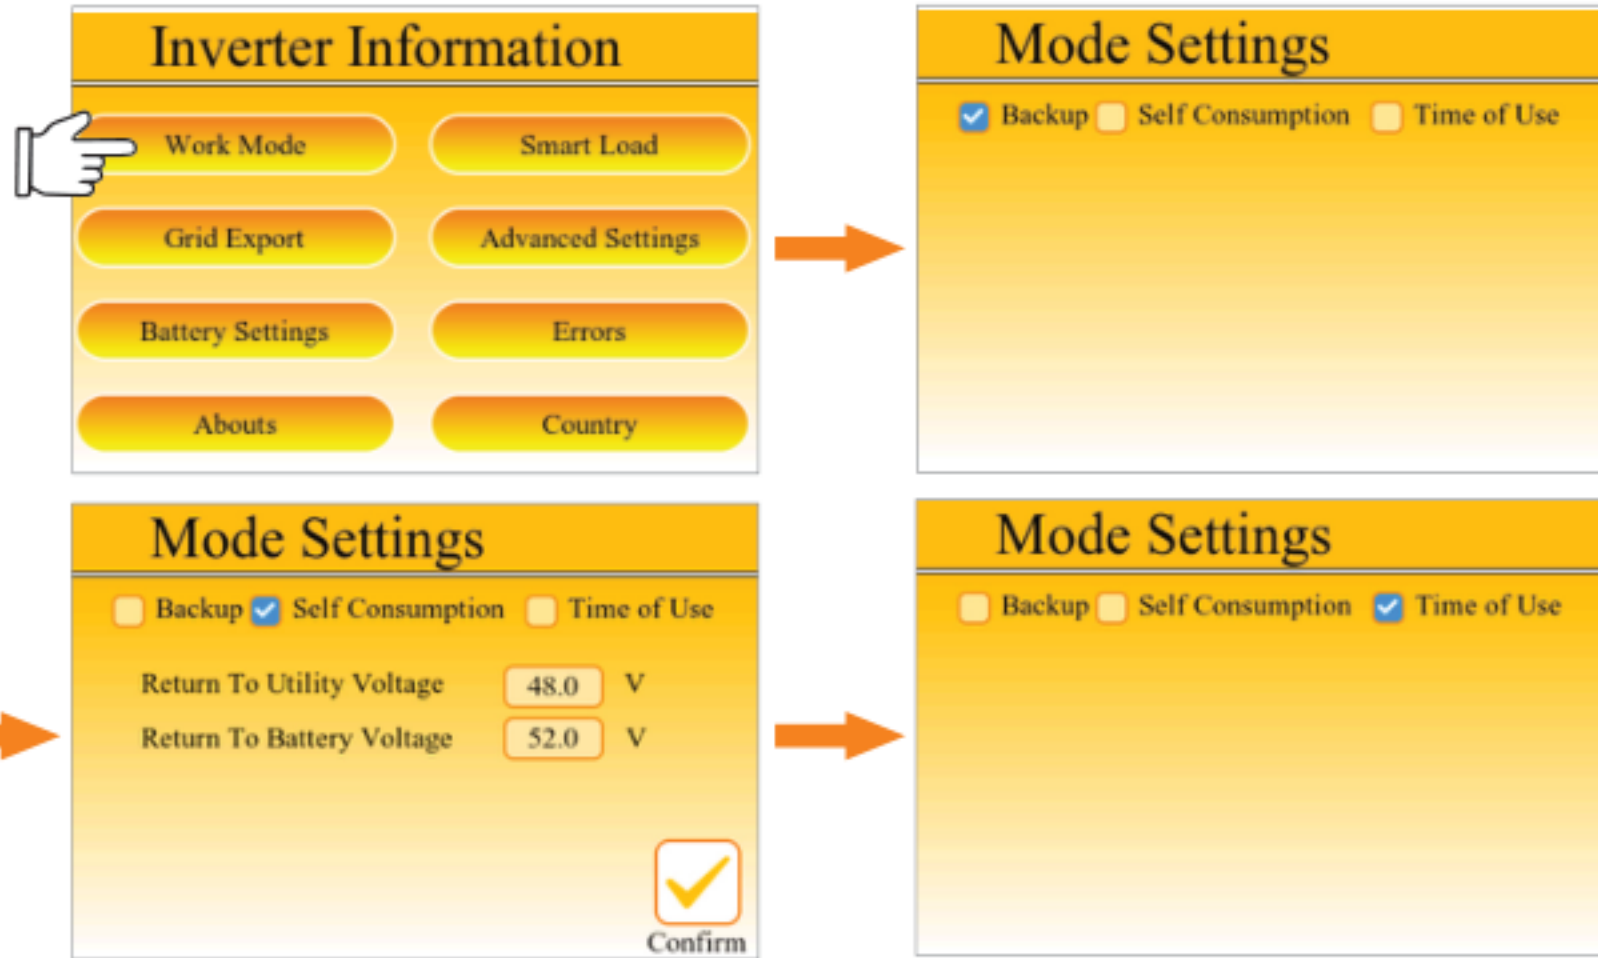 Inverter Information
Work Mode
Smart Load
Grid Export
Advanced Settings
Battery Settings
Errors
Abouts
Country
Mode Settings
Backup Self Consumption Time of Use
Mode Settings
Backup Self Consumption Time of Use
Return To Utility Voltage 48.0 V
Return To Battery Voltage 52.0 V
Confirm
Mode Settings
Backup Self Consumption Time of Use